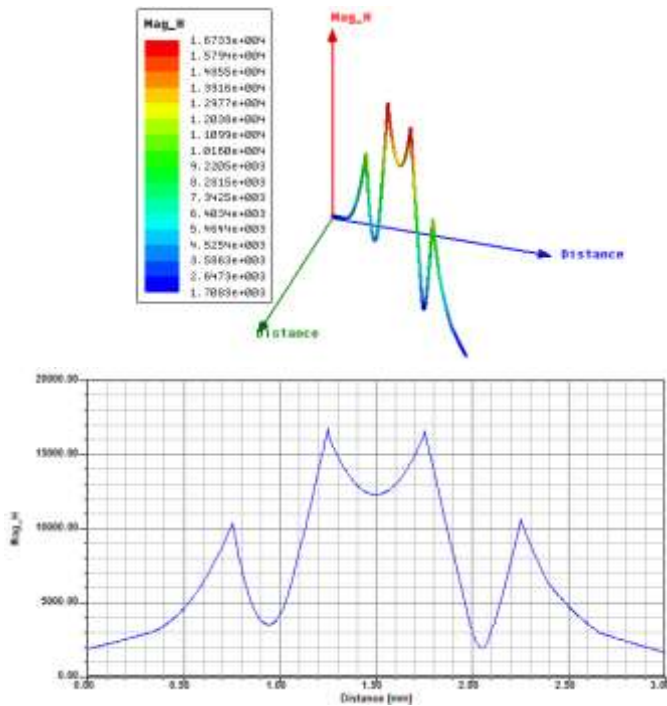 Mag_H
Mag_H
1.6733e+004
1.5794e+004
1.4855e+004
1.3916e+004
1.2977e+004
1.2038e+004
1.1099e+004
1.0160e+004
9.2205e+003
8.2815e+003
7.3425e+003
6.4034e+003
5.4644e+003
4.5254e+003
3.5863e+003
2.6473e+003
1.7083e+003
Distance
Distance
20000.00
15000.00
Mag_H
10000.00
5000.00
0.00
0.00 0.50 1.00 1.50 2.00 2.50 3.00
Distance [mm]